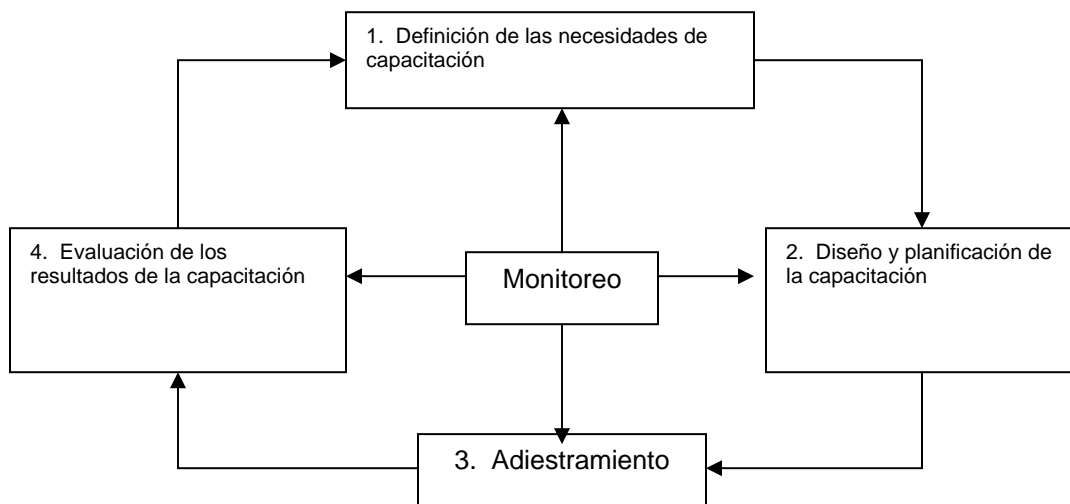 1. Definición de las necesidades de
capacitación
4. Evaluación de los
resultados de la capacitación
Monitoreo
2. Diseño y planificación de
la capacitación
3. Adiestramiento